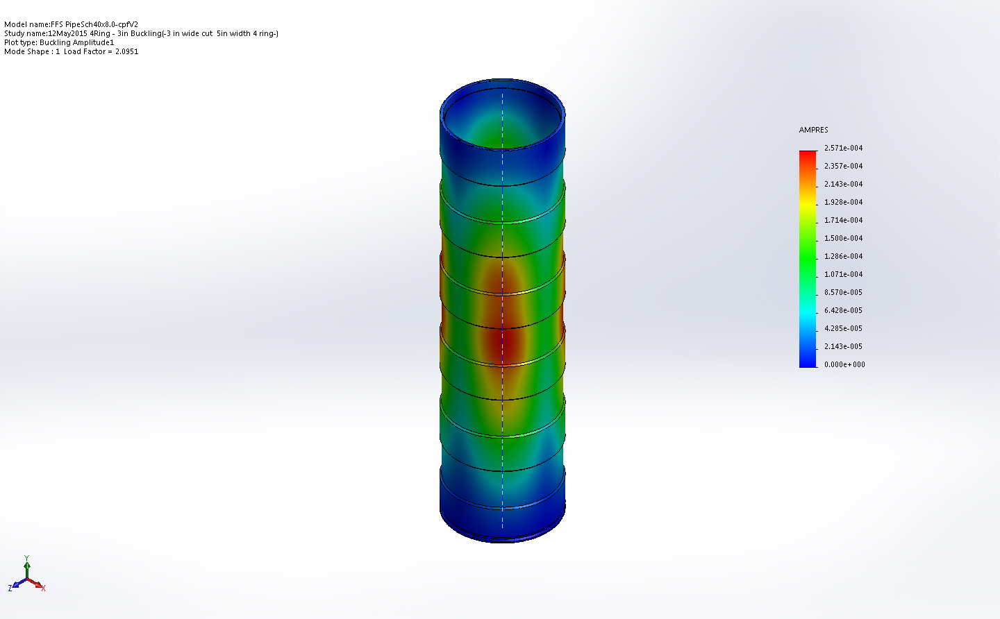 Model name:FFS PipeSch40x8.0-cpfV2
Study name:12May2015 4Ring - 3in Buckling(-3 in wide cut  5in width 4 ring-)
Plot type: Buckling Amplitude1
Mode Shape : 1  Load Factor = 2.0951
AMPRES
2.571e-004
2.357e-004
2.143e-004
1.928e-004
1.714e-004
1.500e-004
1.286e-004
1.071e-004
8.570e-005
6.428e-005
4.285e-005
2.143e-005
0.000e+000
Y
Z
X